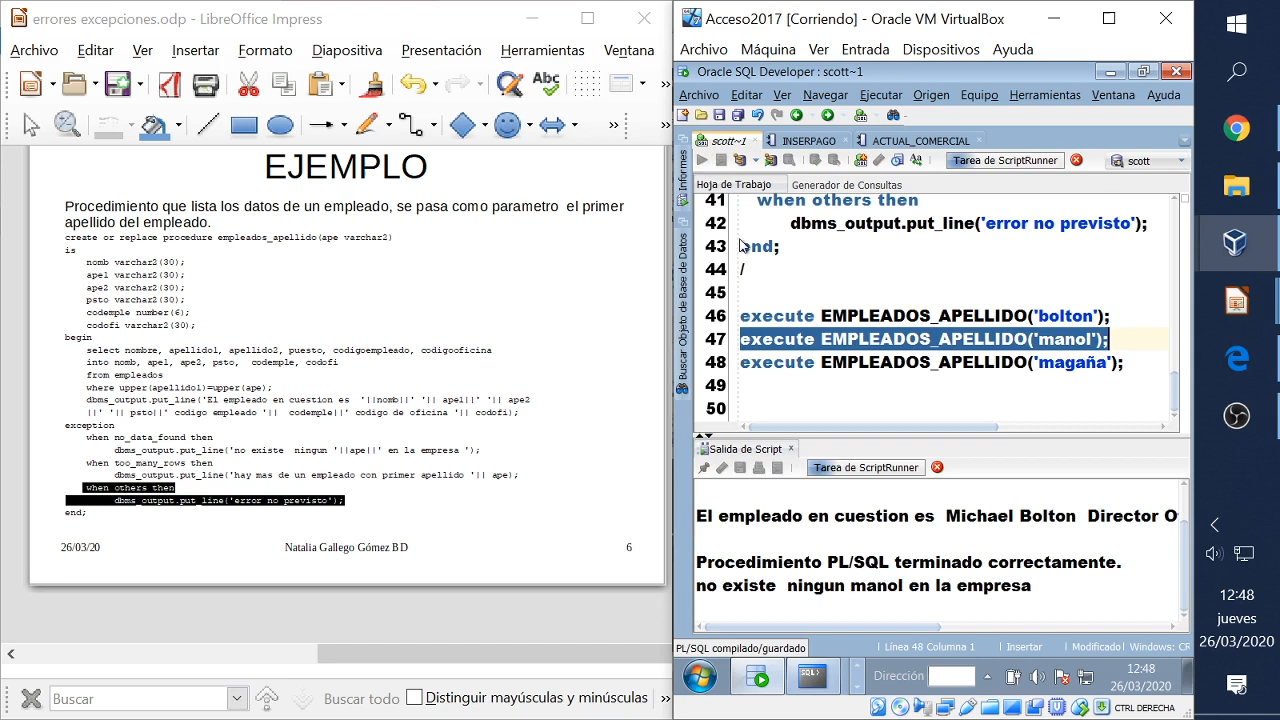 errores excepciones.odp - LibreOffice Impress
Archivo Editar Ver Insertar Formato Diapositiva Presentación Herramientas Ventana
EJEMPLO
Procedimiento que lista los datos de un empleado, se pasa como parametro el primer
apellido del empleado.
create or replace procedure empleados_apellido(ape varchar2)
is
nomb varchar2(30);
ape1 varchar2(30);
ape2 varchar2(30);
psto varchar2(30);
codemple number(6);
codofi varchar2(30);
begin
select nombre, apellido1, apellido2, puesto, codigoempleado, codigooficina
into nomb, ape1, ape2, psto, codemple, codofi
from empleados
where upper(apellido1)=upper(ape);
dbms_output.put_line('El empleado en cuestion es '||nomb||' '|| ape1||' '|| ape2
||' '|| psto||' codigo empleado '|| codemple||' codigo de oficina '|| codofi);
exception
when no_data_found then
dbms_output.put_line('no existe ningun '||ape||' en la empresa ');
when too_many_rows then
dbms_output.put_line('hay mas de un empleado con primer apellido '|| ape);
when others then
dbms_output.put_line('error no previsto');
end;
26/03/20 Natalia Gallego Gómez BD 6
Buscar Buscar todo Distinguir mayúsculas y minúsculas
Acceso2017 [Corriendo] - Oracle VM VirtualBox
Archivo Máquina Ver Entrada Dispositivos Ayuda
Oracle SQL Developer : scott~1
Archivo Editar Ver Navegar Ejecutar Origen Equipo Herramientas Ventana Ayuda
scott~1 INSERPAGO ACTUAL_COMERCIAL
Tarea de ScriptRunner scott
Hoja de Trabajo Generador de Consultas
Informes
Buscar Objeto de Base de Datos
41 when others then
42 dbms_output.put_line('error no previsto');
43 end;
44 /
45
46 execute EMPLEADOS_APELLIDO('bolton');
47 execute EMPLEADOS_APELLIDO('manol');
48 execute EMPLEADOS_APELLIDO('magaña');
49
50
Salida de Script
Tarea de ScriptRunner
El empleado en cuestion es Michael Bolton Director O
Procedimiento PL/SQL terminado correctamente.
no existe ningun manol en la empresa
PL/SQL compilado/guardado Línea 48 Columna 1 Insertar Modificado Windows: CR
Dirección 12:48
26/03/2020
CTRL DERECHA
12:48
jueves
26/03/2020